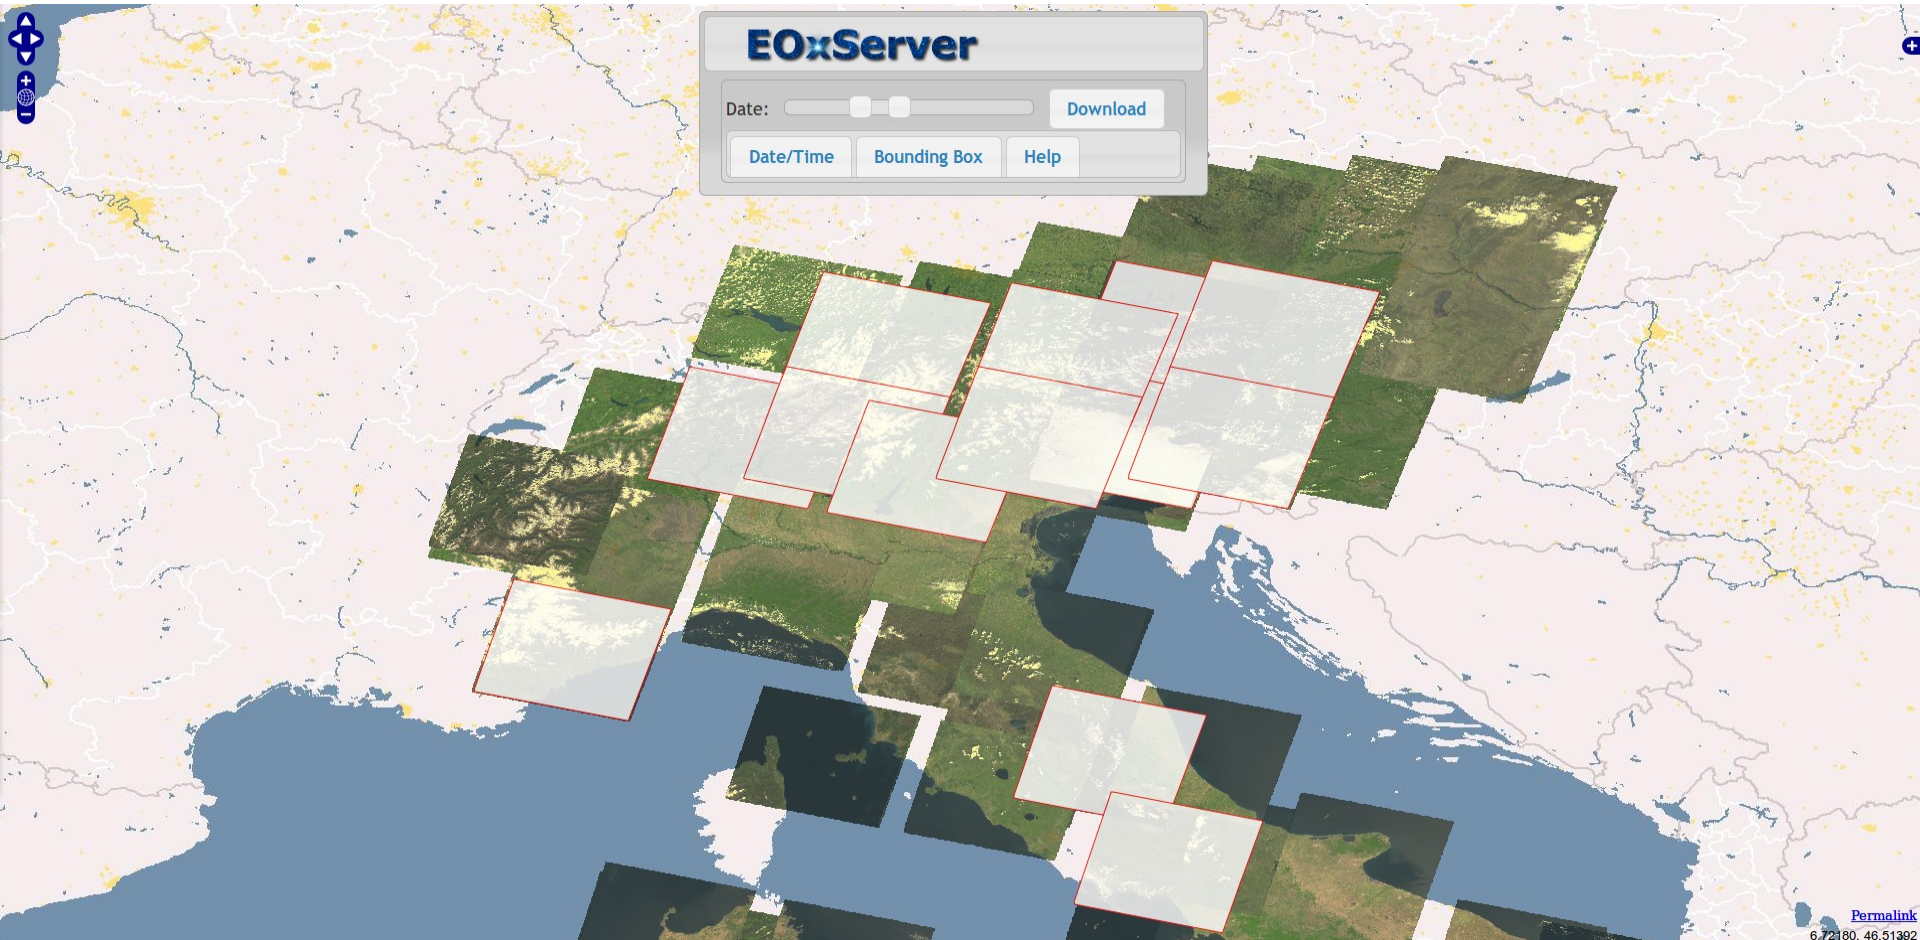 EOxServer
Date:
Download
Date/Time
Bounding Box
Help
Permalink
6.72180, 46.51392